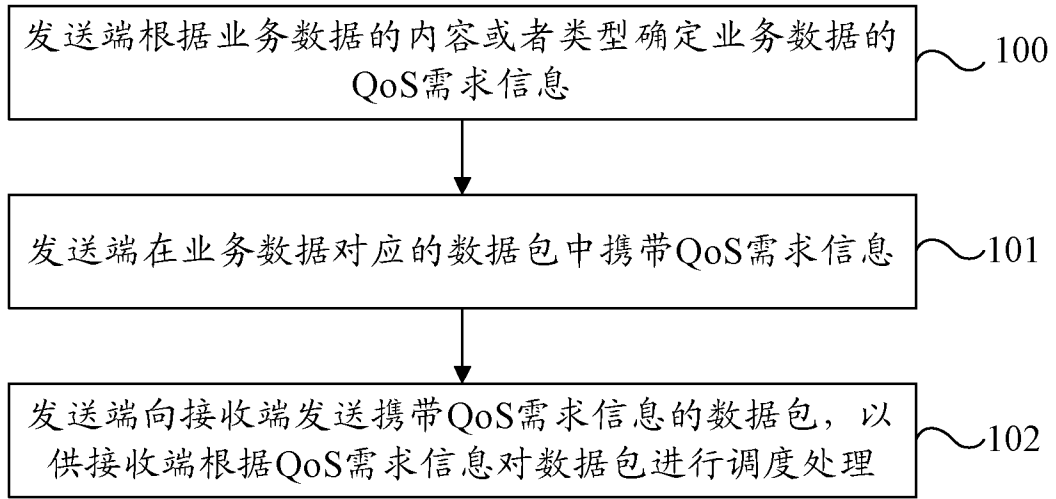 发送端根据业务数据的内容或者类型确定业务数据的
QoS需求信息
100
发送端在业务数据对应的数据包中携带QoS需求信息
101
发送端向接收端发送携带QoS需求信息的数据包，以
供接收端根据QoS需求信息对数据包进行调度处理
102